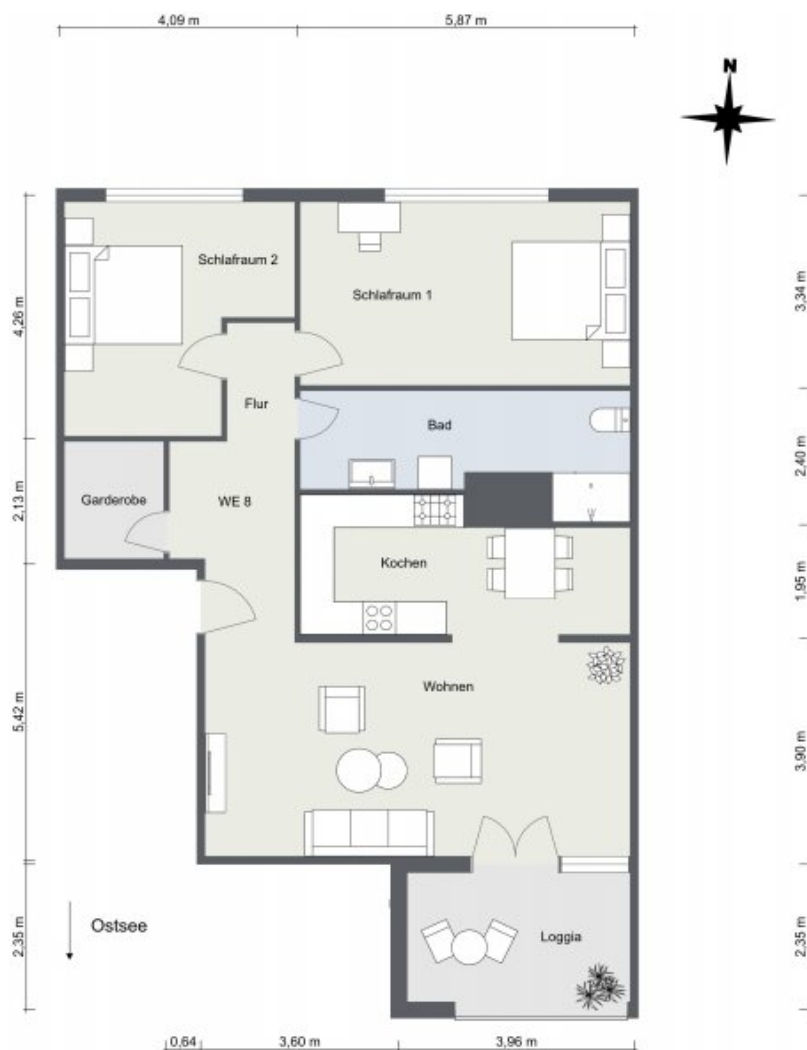 4,09 m
5,87 m
N
Schlafraum 2
Schlafraum 1
4,26 m
3,34 m
Flur
Bad
2,40 m
Garderobe
WE 8
2,13 m
Kochen
1,95 m
Wohnen
5,42 m
3,90 m
Ostsee
Loggia
2,35 m
2,35 m
0,64
3,60 m
3,96 m